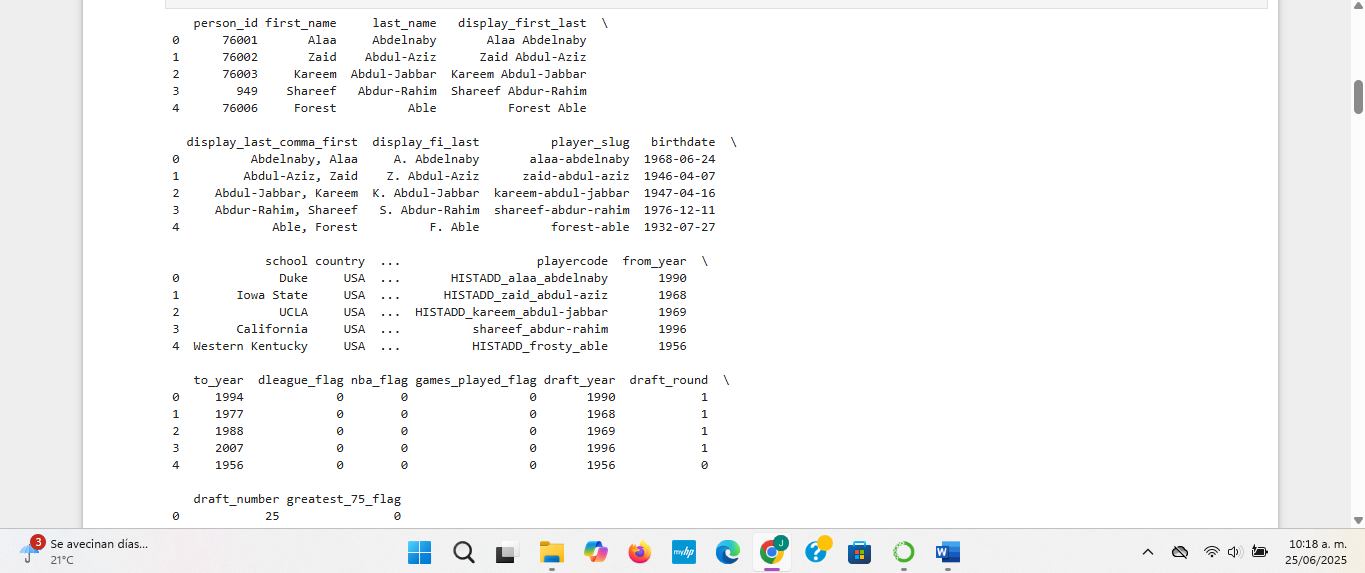 person_id first_name last_name display_first_last \
0 76001 Alaa Abdelnaby Alaa Abdelnaby
1 76002 Zaid Abdul-Aziz Zaid Abdul-Aziz
2 76003 Kareem Abdul-Jabbar Kareem Abdul-Jabbar
3 949 Shareef Abdur-Rahim Shareef Abdur-Rahim
4 76006 Forest Able Forest Able
display_last_comma_first display_fi_last player_slug birthdate \
0 Abdelnaby, Alaa A. Abdelnaby alaa-abdelnaby 1968-06-24
1 Abdul-Aziz, Zaid Z. Abdul-Aziz zaid-abdul-aziz 1946-04-07
2 Abdul-Jabbar, Kareem K. Abdul-Jabbar kareem-abdul-jabbar 1947-04-16
3 Abdur-Rahim, Shareef S. Abdur-Rahim shareef-abdur-rahim 1976-12-11
4 Able, Forest F. Able forest-able 1932-07-27
school country ... playercode from_year \
0 Duke USA ... HISTADD_alaa_abdelnaby 1990
1 Iowa State USA ... HISTADD_zaid_abdul-aziz 1968
2 UCLA USA ... HISTADD_kareem_abdul-jabbar 1969
3 California USA ... shareef_abdur-rahim 1996
4 Western Kentucky USA ... HISTADD_frosty_able 1956
to_year dleague_flag nba_flag games_played_flag draft_year draft_round \
0 1994 0 0 0 1990 1
1 1977 0 0 0 1968 1
2 1988 0 0 0 1969 1
3 2007 0 0 0 1996 1
4 1956 0 0 0 1956 0
draft_number greatest_75_flag
0 25 0
3 Se avecinan días...
21°C
myhp
J
W
10:18 a. m.
25/06/2025